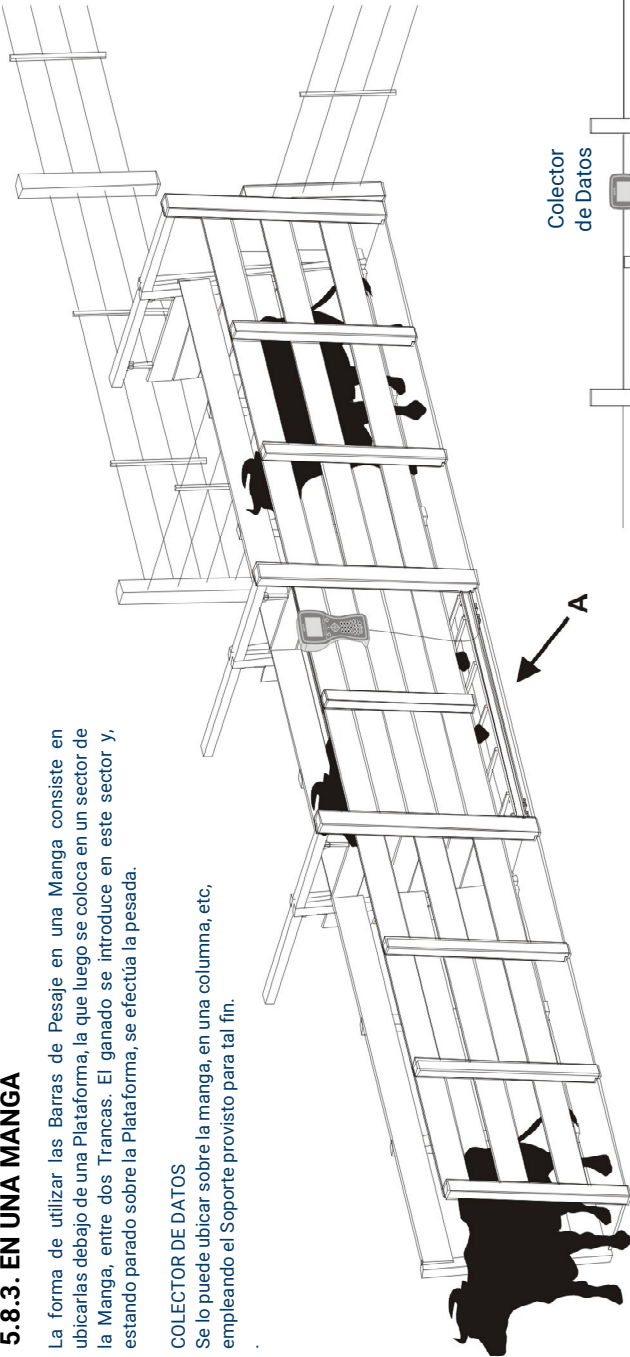 5.8.3. EN UNA MANGA
La forma de utilizar las Barras de Pesaje en una Manga consiste en
ubicarlas debajo de una Plataforma, la que luego se coloca en un sector de
la Manga, entre dos Trancas. El ganado se introduce en este sector y,
estando parado sobre la Plataforma, se efectúa la pesada.
COLECTOR DE DATOS
Se lo puede ubicar sobre la manga, en una columna, etc,
empleando el Soporte provisto para tal fin.
.
A
Colector
de Datos